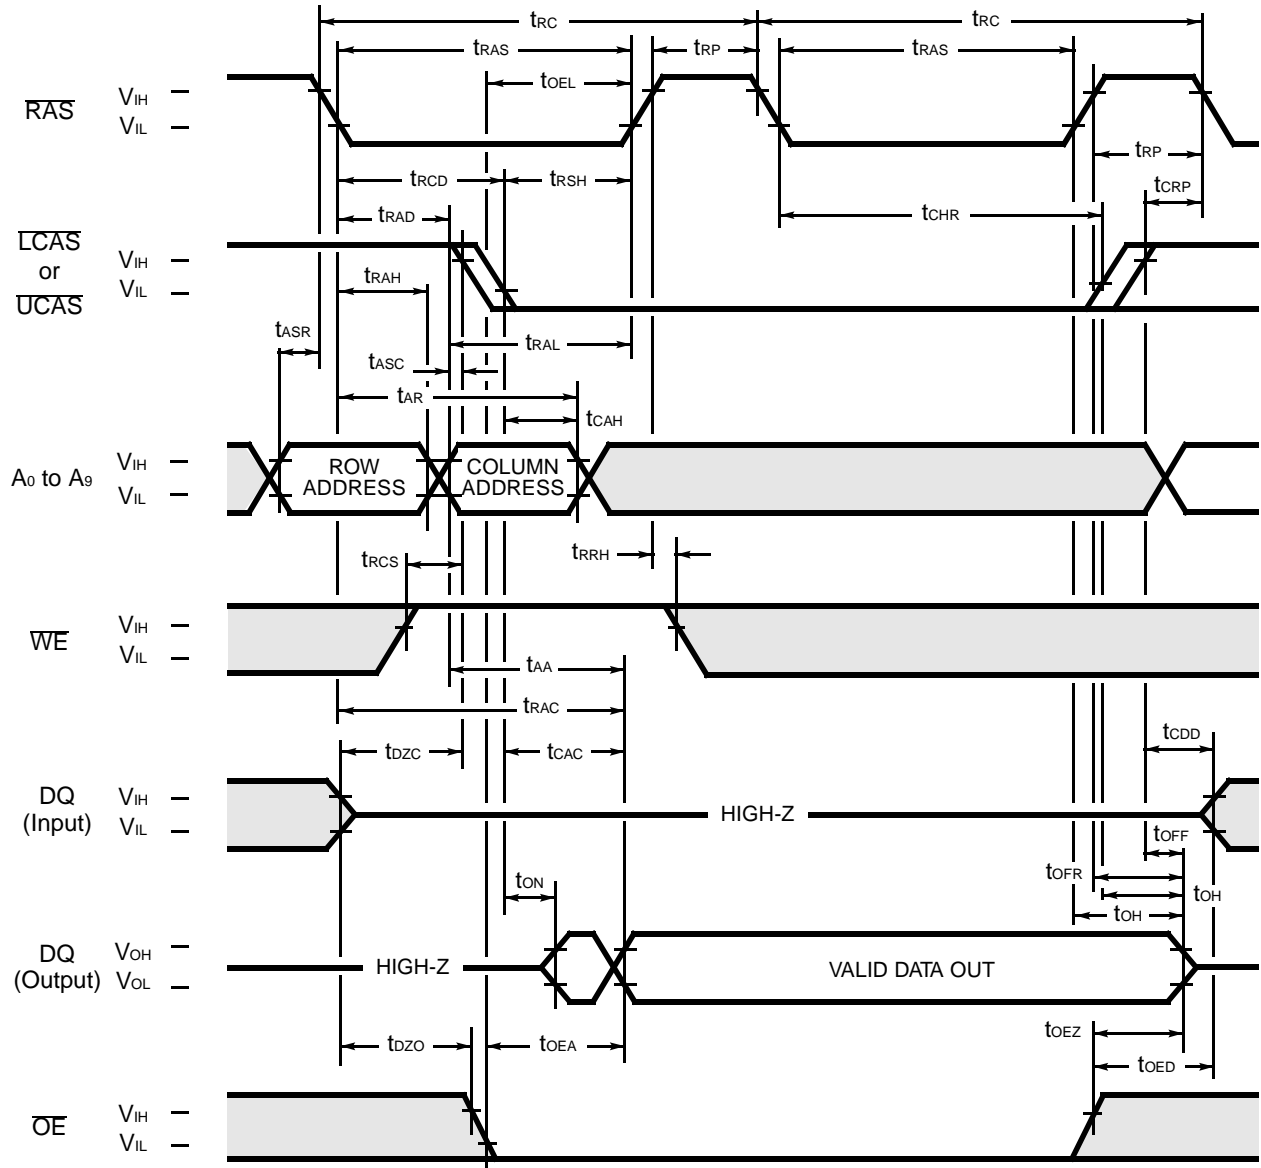 tRC
tRC
tRAS
tRP
tRAS
tOEL
RAS
VIH
VIL
tRP
tRCD
tRSH
tCRP
tRAD
tCHR
LCAS
or
UCAS
VIH
VIL
tRAH
tASR
tRAL
tASC
tAR
tCAH
A0 to A9
VIH
VIL
ROW
ADDRESS
COLUMN
ADDRESS
tRCS
tRRH
WE
VIH
VIL
tAA
tRAC
tDZC
tCAC
tCDD
DQ
(Input)
VIH
VIL
HIGH-Z
tOFF
tOFR
tOH
tOH
tON
DQ
(Output)
VOH
VOL
HIGH-Z
VALID DATA OUT
tDZO
tOEA
tOEZ
tOED
OE
VIH
VIL